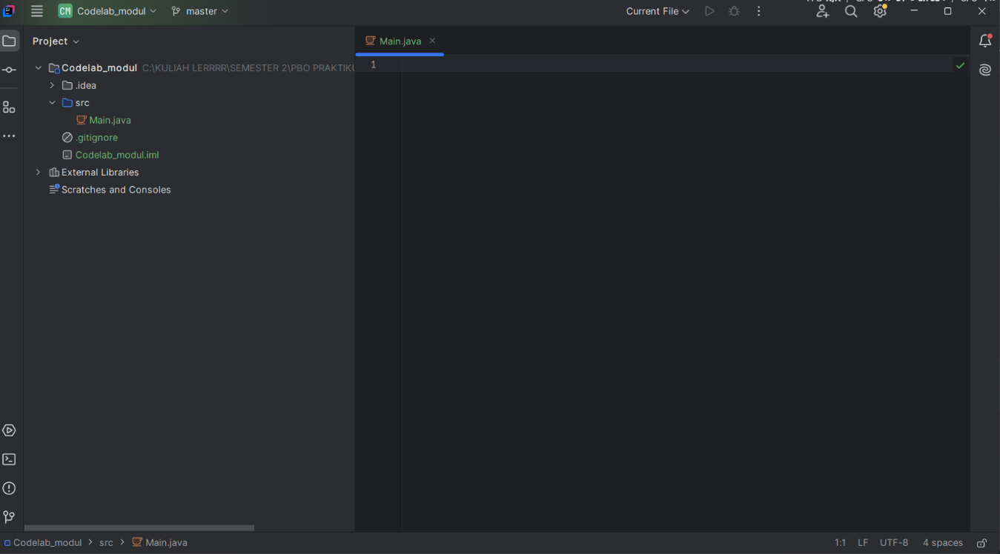 CM Codelab_modul master Current File
Project
Main.java
Codelab_modul C:\KULIAH LERRRR\SEMESTER 2\PBO PRAKTIKU
1
.idea
src
Main.java
.gitignore
Codelab_modul.iml
External Libraries
Scratches and Consoles
Codelab_modul > src > Main.java 1:1 LF UTF-8 4 spaces